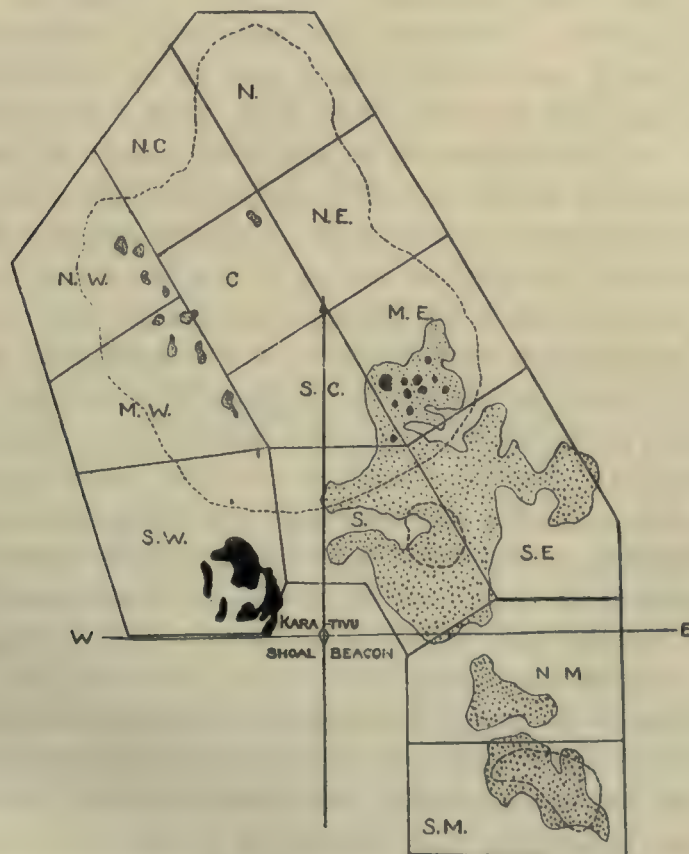 N.
N.C
N.E.
N.W.
C
M.E.
S.C.
M.W.
S.
S.W.
S.E
KARA-TIVU
W
E
SHOAL BEACON
N M
S.M.